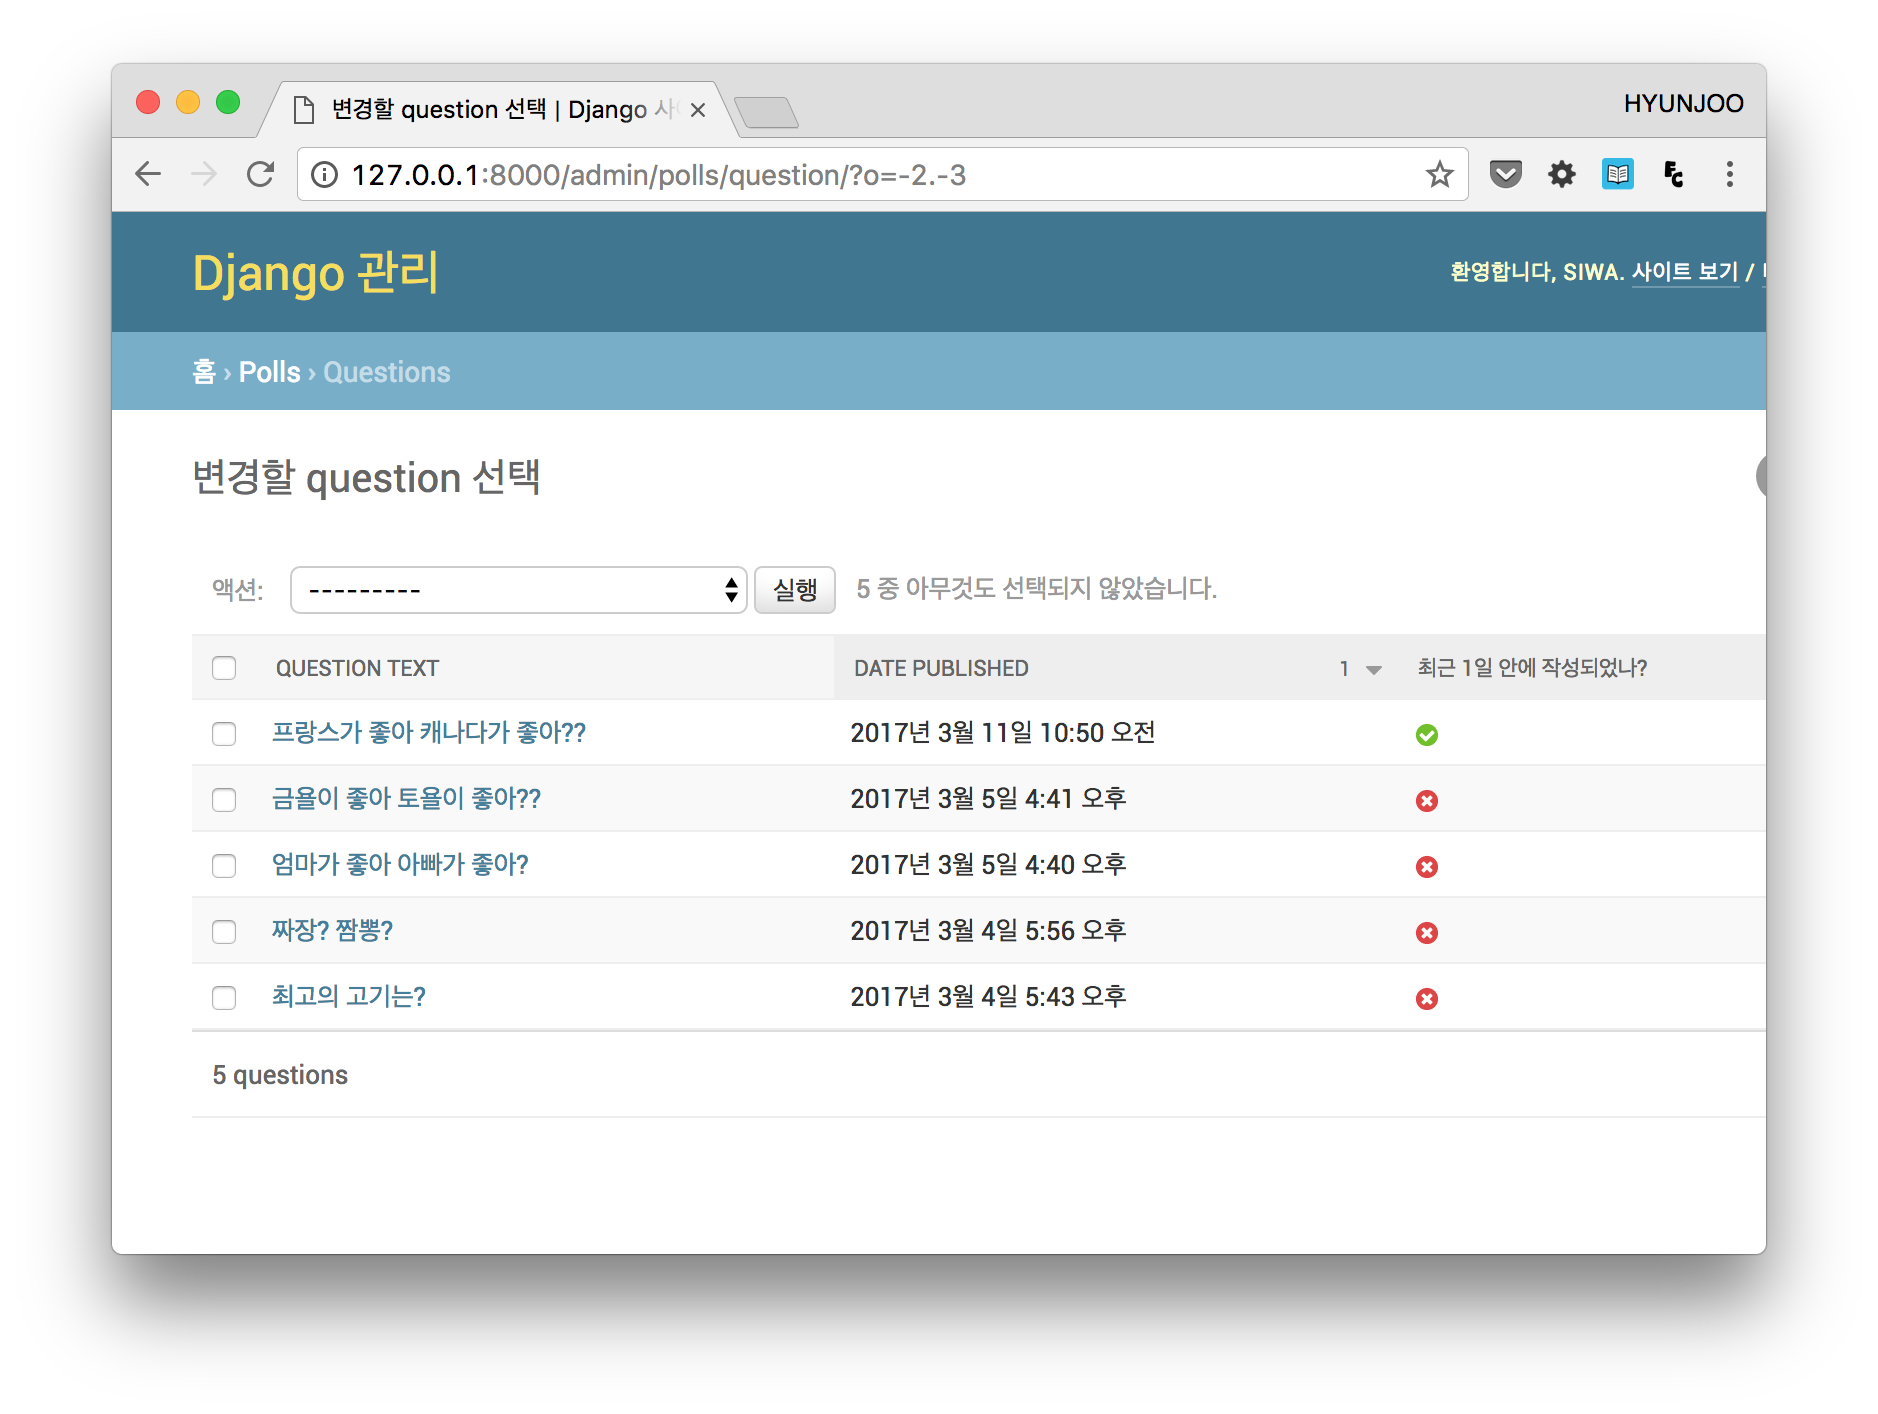 변경할 question 선택 | Django
HYUNJOO
127.0.0.1:8000/admin/polls/question/?o=-2.-3
Django 관리
환영합니다, SIWA. 사이트 보기 /
홈 › Polls › Questions
변경할 question 선택
액션: --------- 실행 5 중 아무것도 선택되지 않았습니다.
QUESTION TEXT DATE PUBLISHED 1 최근 1일 안에 작성되었나?
프랑스가 좋아 캐나다가 좋아?? 2017년 3월 11일 10:50 오전
금욜이 좋아 토욜이 좋아?? 2017년 3월 5일 4:41 오후
엄마가 좋아 아빠가 좋아? 2017년 3월 5일 4:40 오후
짜장? 짬뽕? 2017년 3월 4일 5:56 오후
최고의 고기는? 2017년 3월 4일 5:43 오후
5 questions